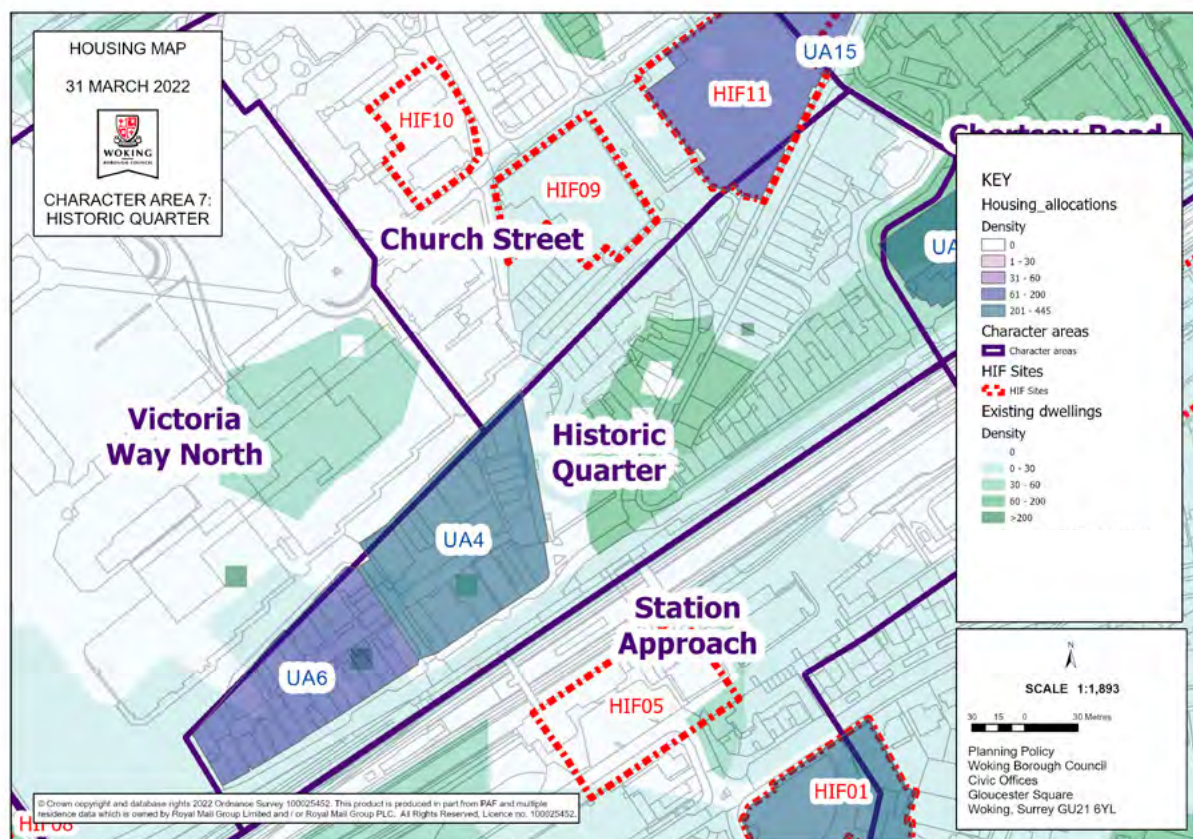 HOUSING MAP
31 MARCH 2022
WOKING
BOROUGH COUNCIL
CHARACTER AREA 7:
HISTORIC QUARTER
UA15
HIF11
HIF10
HIF09
Church Street
Chertsey Road
UA
Victoria
Way North
Historic
Quarter
UA4
UA6
Station
Approach
HIF05
HIF01
HIF08
KEY
Housing_allocations
Density
0
1 - 30
31 - 60
61 - 200
201 - 445
Character areas
Character areas
HIF Sites
HIF Sites
Existing dwellings
Density
0
0 - 30
30 - 60
60 - 200
>200
N
SCALE 1:1,893
30 15 0 30 Metres
Planning Policy
Woking Borough Council
Civic Offices
Gloucester Square
Woking, Surrey GU21 6YL
© Crown copyright and database rights 2022 Ordnance Survey 100025452. This product is produced in part from PAF and multiple
residence data which is owned by Royal Mail Group Limited and / or Royal Mail Group PLC. All Rights Reserved, Licence no. 100025452.